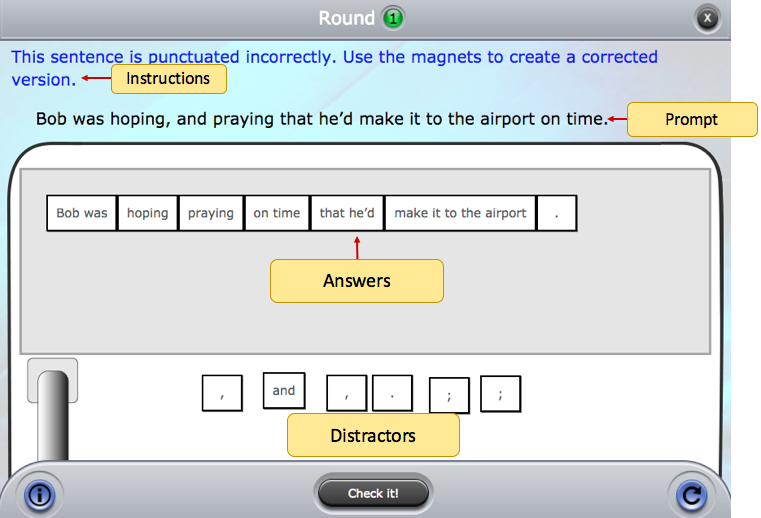 Round 1 X
This sentence is punctuated incorrectly. Use the magnets to create a corrected
version. Instructions
Bob was hoping, and praying that he’d make it to the airport on time. Prompt
Bob was hoping praying on time that he’d make it to the airport .
Answers
, and , . ; ;
Distractors
i Check it!